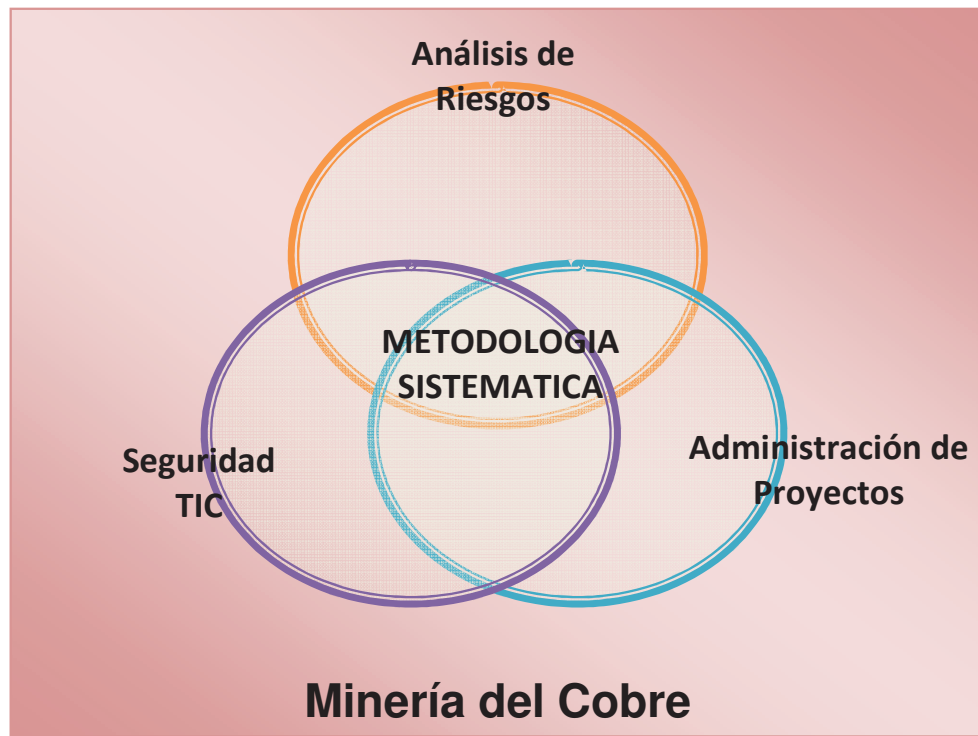 Análisis de
Riesgos
METODOLOGIA
SISTEMATICA
Seguridad
TIC
Administración de
Proyectos
Minería del Cobre